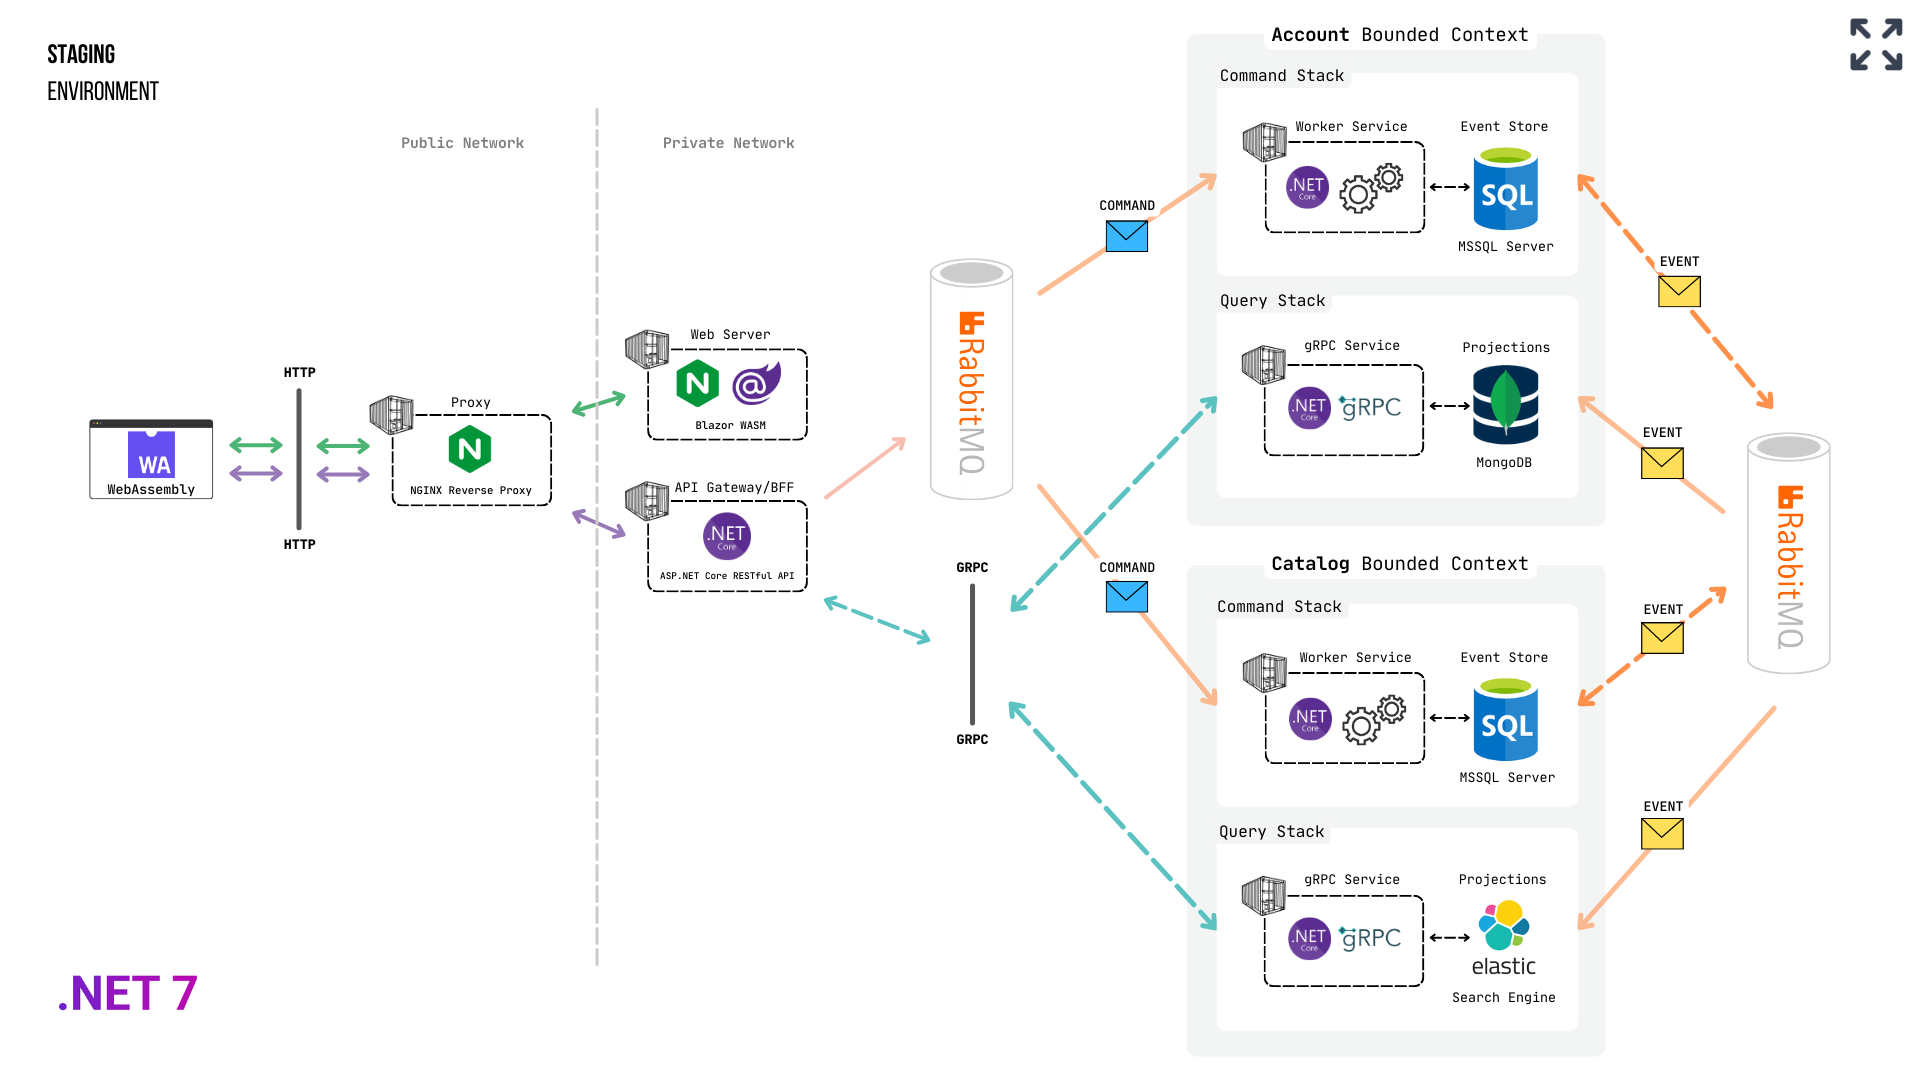 STAGING
ENVIRONMENT
Public Network
Private Network
HTTP
HTTP
WA
WebAssembly
Proxy
NGINX Reverse Proxy
Web Server
Blazor WASM
API Gateway/BFF
.NET
Core
ASP.NET Core RESTful API
RabbitMQ
GRPC
GRPC
COMMAND
COMMAND
Account Bounded Context
Command Stack
Worker Service
.NET
Core
Event Store
SQL
MSSQL Server
Query Stack
gRPC Service
.NET
Core
gRPC
Projections
MongoDB
Catalog Bounded Context
Command Stack
Worker Service
.NET
Core
Event Store
SQL
MSSQL Server
Query Stack
gRPC Service
.NET
Core
gRPC
Projections
elastic
Search Engine
EVENT
EVENT
EVENT
EVENT
RabbitMQ
.NET 7